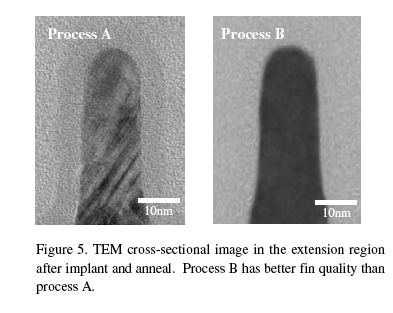 Process A
Process B
10nm
10nm
Figure 5. TEM cross-sectional image in the extension region
after implant and anneal. Process B has better fin quality than
process A.